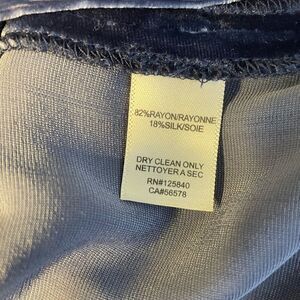 82%RAYON/RAYONNE
18%SILK/SOIE
DRY CLEAN ONLY
NETTOYER A SEC
RN#125840
CA#56578